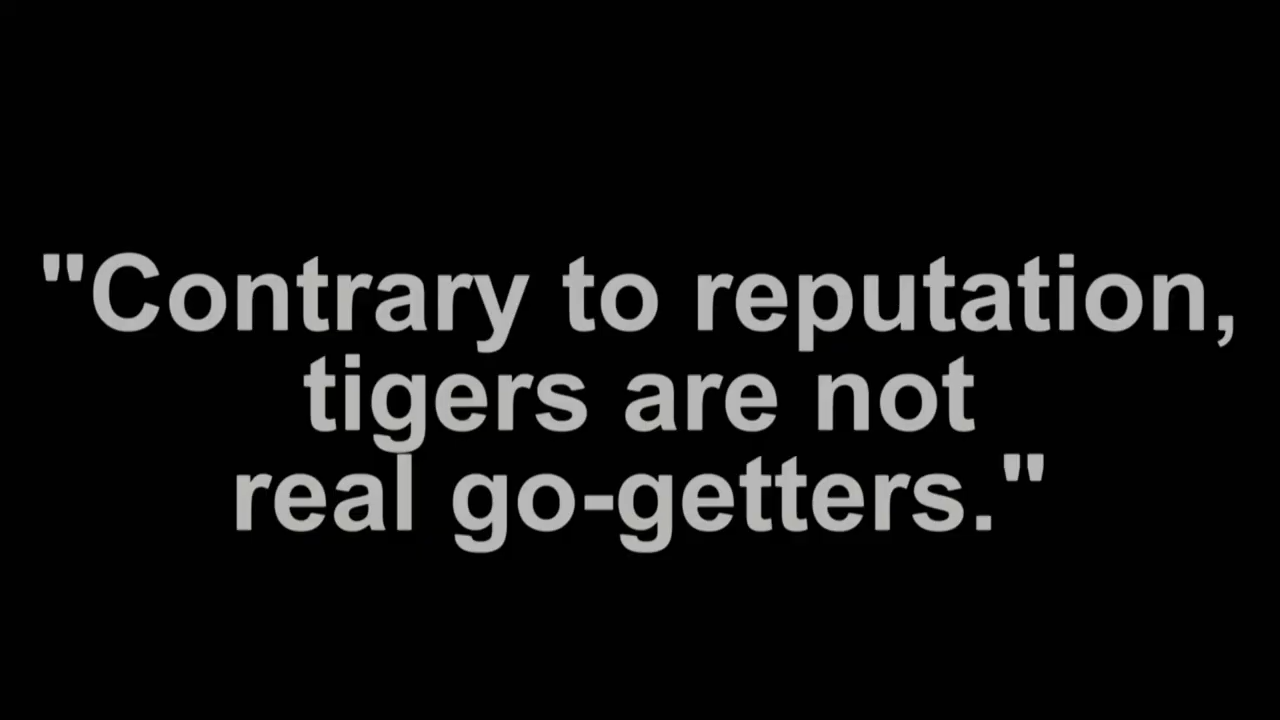 "Contrary to reputation,
tigers are not
real go-getters."